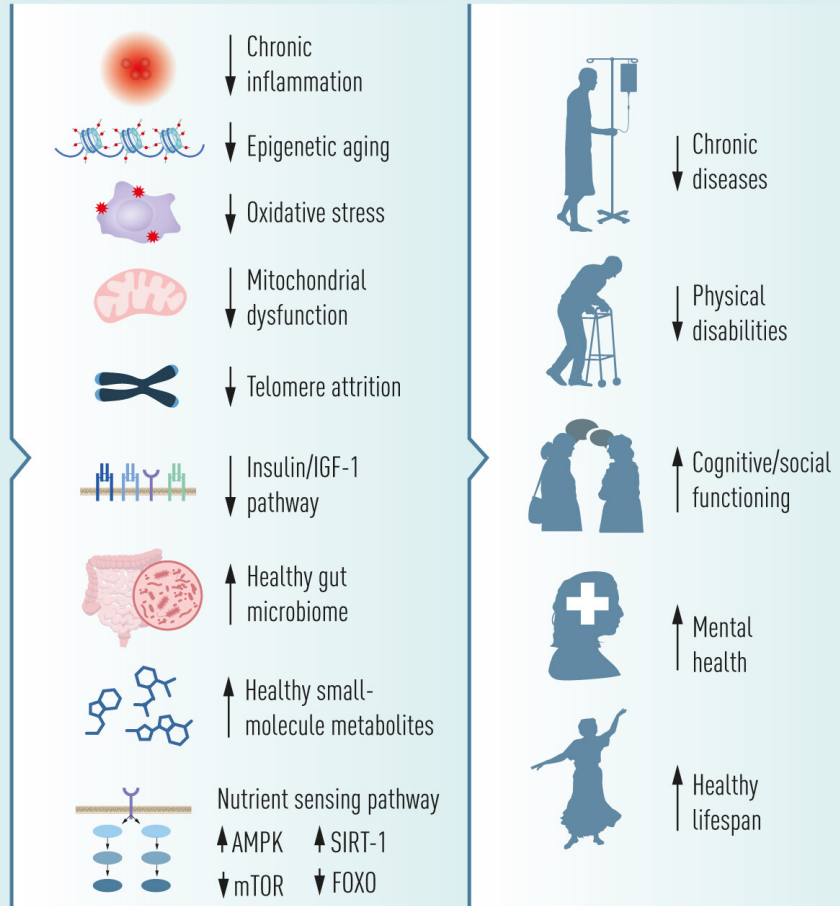 Chronic
inflammation
Epigenetic aging
Oxidative stress
Mitochondrial
dysfunction
Telomere attrition
Insulin/IGF-1
pathway
Healthy gut
microbiome
Healthy small-
molecule metabolites
Nutrient sensing pathway
AMPK SIRT-1
mTOR FOXO
Chronic
diseases
Physical
disabilities
Cognitive/social
functioning
Mental
health
Healthy
lifespan